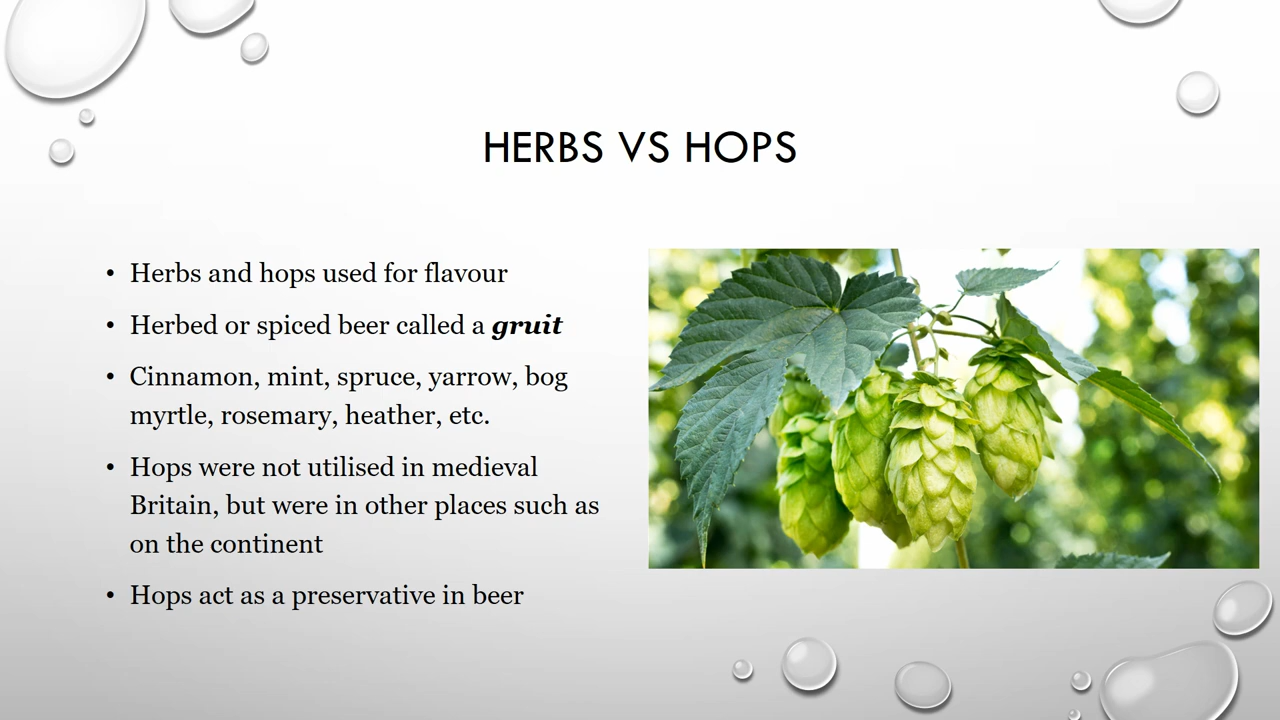 HERBS VS HOPS
• Herbs and hops used for flavour
• Herbed or spiced beer called a gruit
• Cinnamon, mint, spruce, yarrow, bog
myrtle, rosemary, heather, etc.
• Hops were not utilised in medieval
Britain, but were in other places such as
on the continent
• Hops act as a preservative in beer